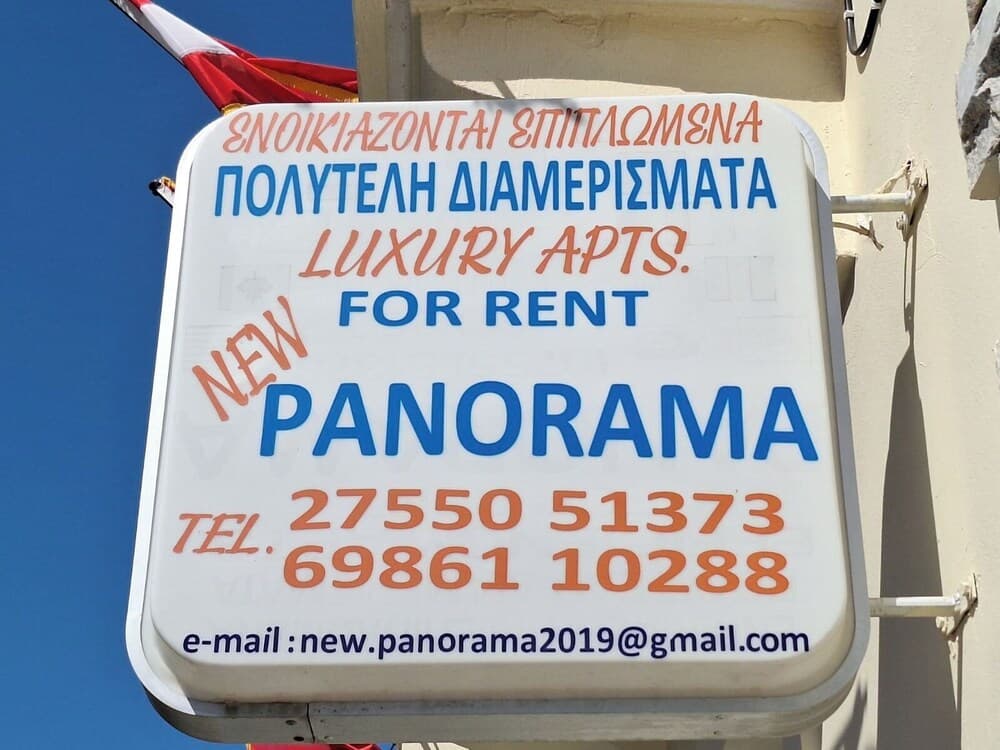 ΕΝΟΙΚΙΑΖΟΝΤΑΙ ΕΠΙΠΛΩΜΕΝΑ
ΠΟΛΥΤΕΛΗ ΔΙΑΜΕΡΙΣΜΑΤΑ
LUXURY APTS.
FOR RENT
NEW
PANORAMA
TEL. 27550 51373
69861 10288
e-mail : new.panorama2019@gmail.com